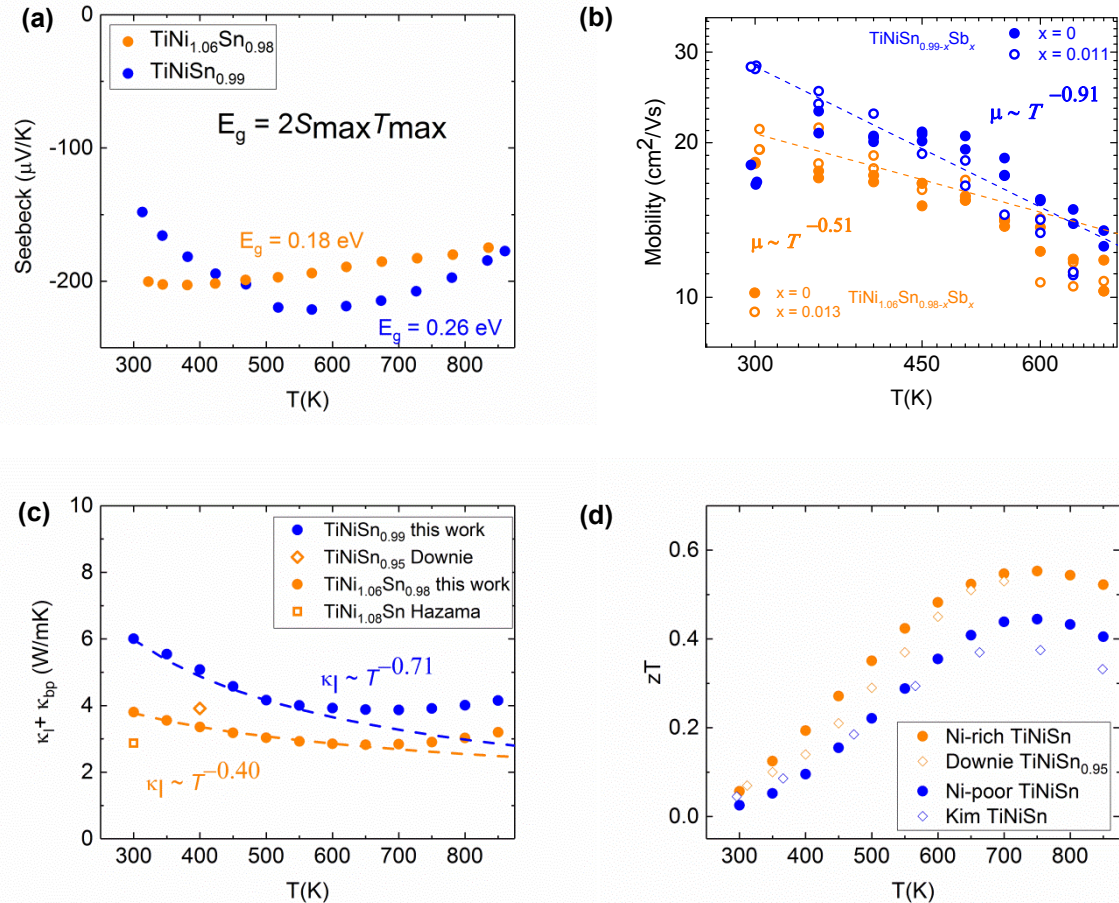 (a)
TiNi1.06Sn0.98
TiNiSn0.99
Eg = 2SmaxTmax
Eg = 0.18 eV
Eg = 0.26 eV
0
-100
-200
Seebeck (μV/K)
300 400 500 600 700 800
T(K)
(b)
TiNiSn0.99-xSbx
x = 0
x = 0.011
μ ~ T −0.91
μ ~ T −0.51
x = 0
x = 0.013
TiNi1.06Sn0.98-xSbx
30
20
10
Mobility (cm2/Vs)
300 450 600
T(K)
(c)
TiNiSn0.99 this work
TiNiSn0.95 Downie
TiNi1.06Sn0.98 this work
TiNi1.08Sn Hazama
κl ~ T−0.71
κl ~ T−0.40
10
8
6
4
2
0
κl+ κbp (W/mK)
300 400 500 600 700 800
T(K)
(d)
0.6
0.4
0.2
0.0
zT
Ni-rich TiNiSn
Downie TiNiSn0.95
Ni-poor TiNiSn
Kim TiNiSn
300 400 500 600 700 800
T(K)